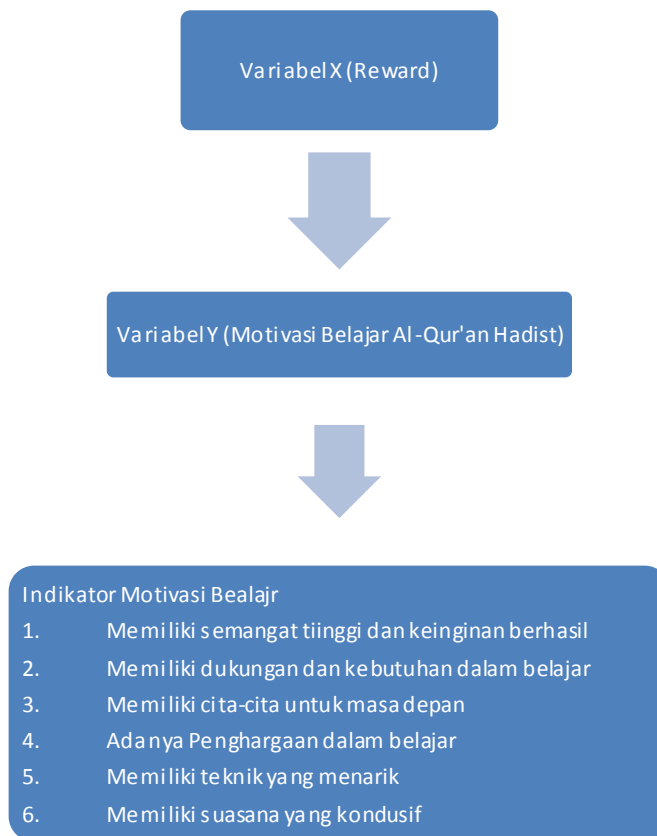 Variabel X (Reward)
Variabel Y (Motivasi Belajar Al-Qur'an Hadist)
Indikator Motivasi Bealajr
1. Memiliki semangat tiinggi dan keinginan berhasil
2. Memiliki dukungan dan kebutuhan dalam belajar
3. Memiliki cita-cita untuk masa depan
4. Adanya Penghargaan dalam belajar
5. Memiliki teknik yang menarik
6. Memiliki suasana yang kondusif